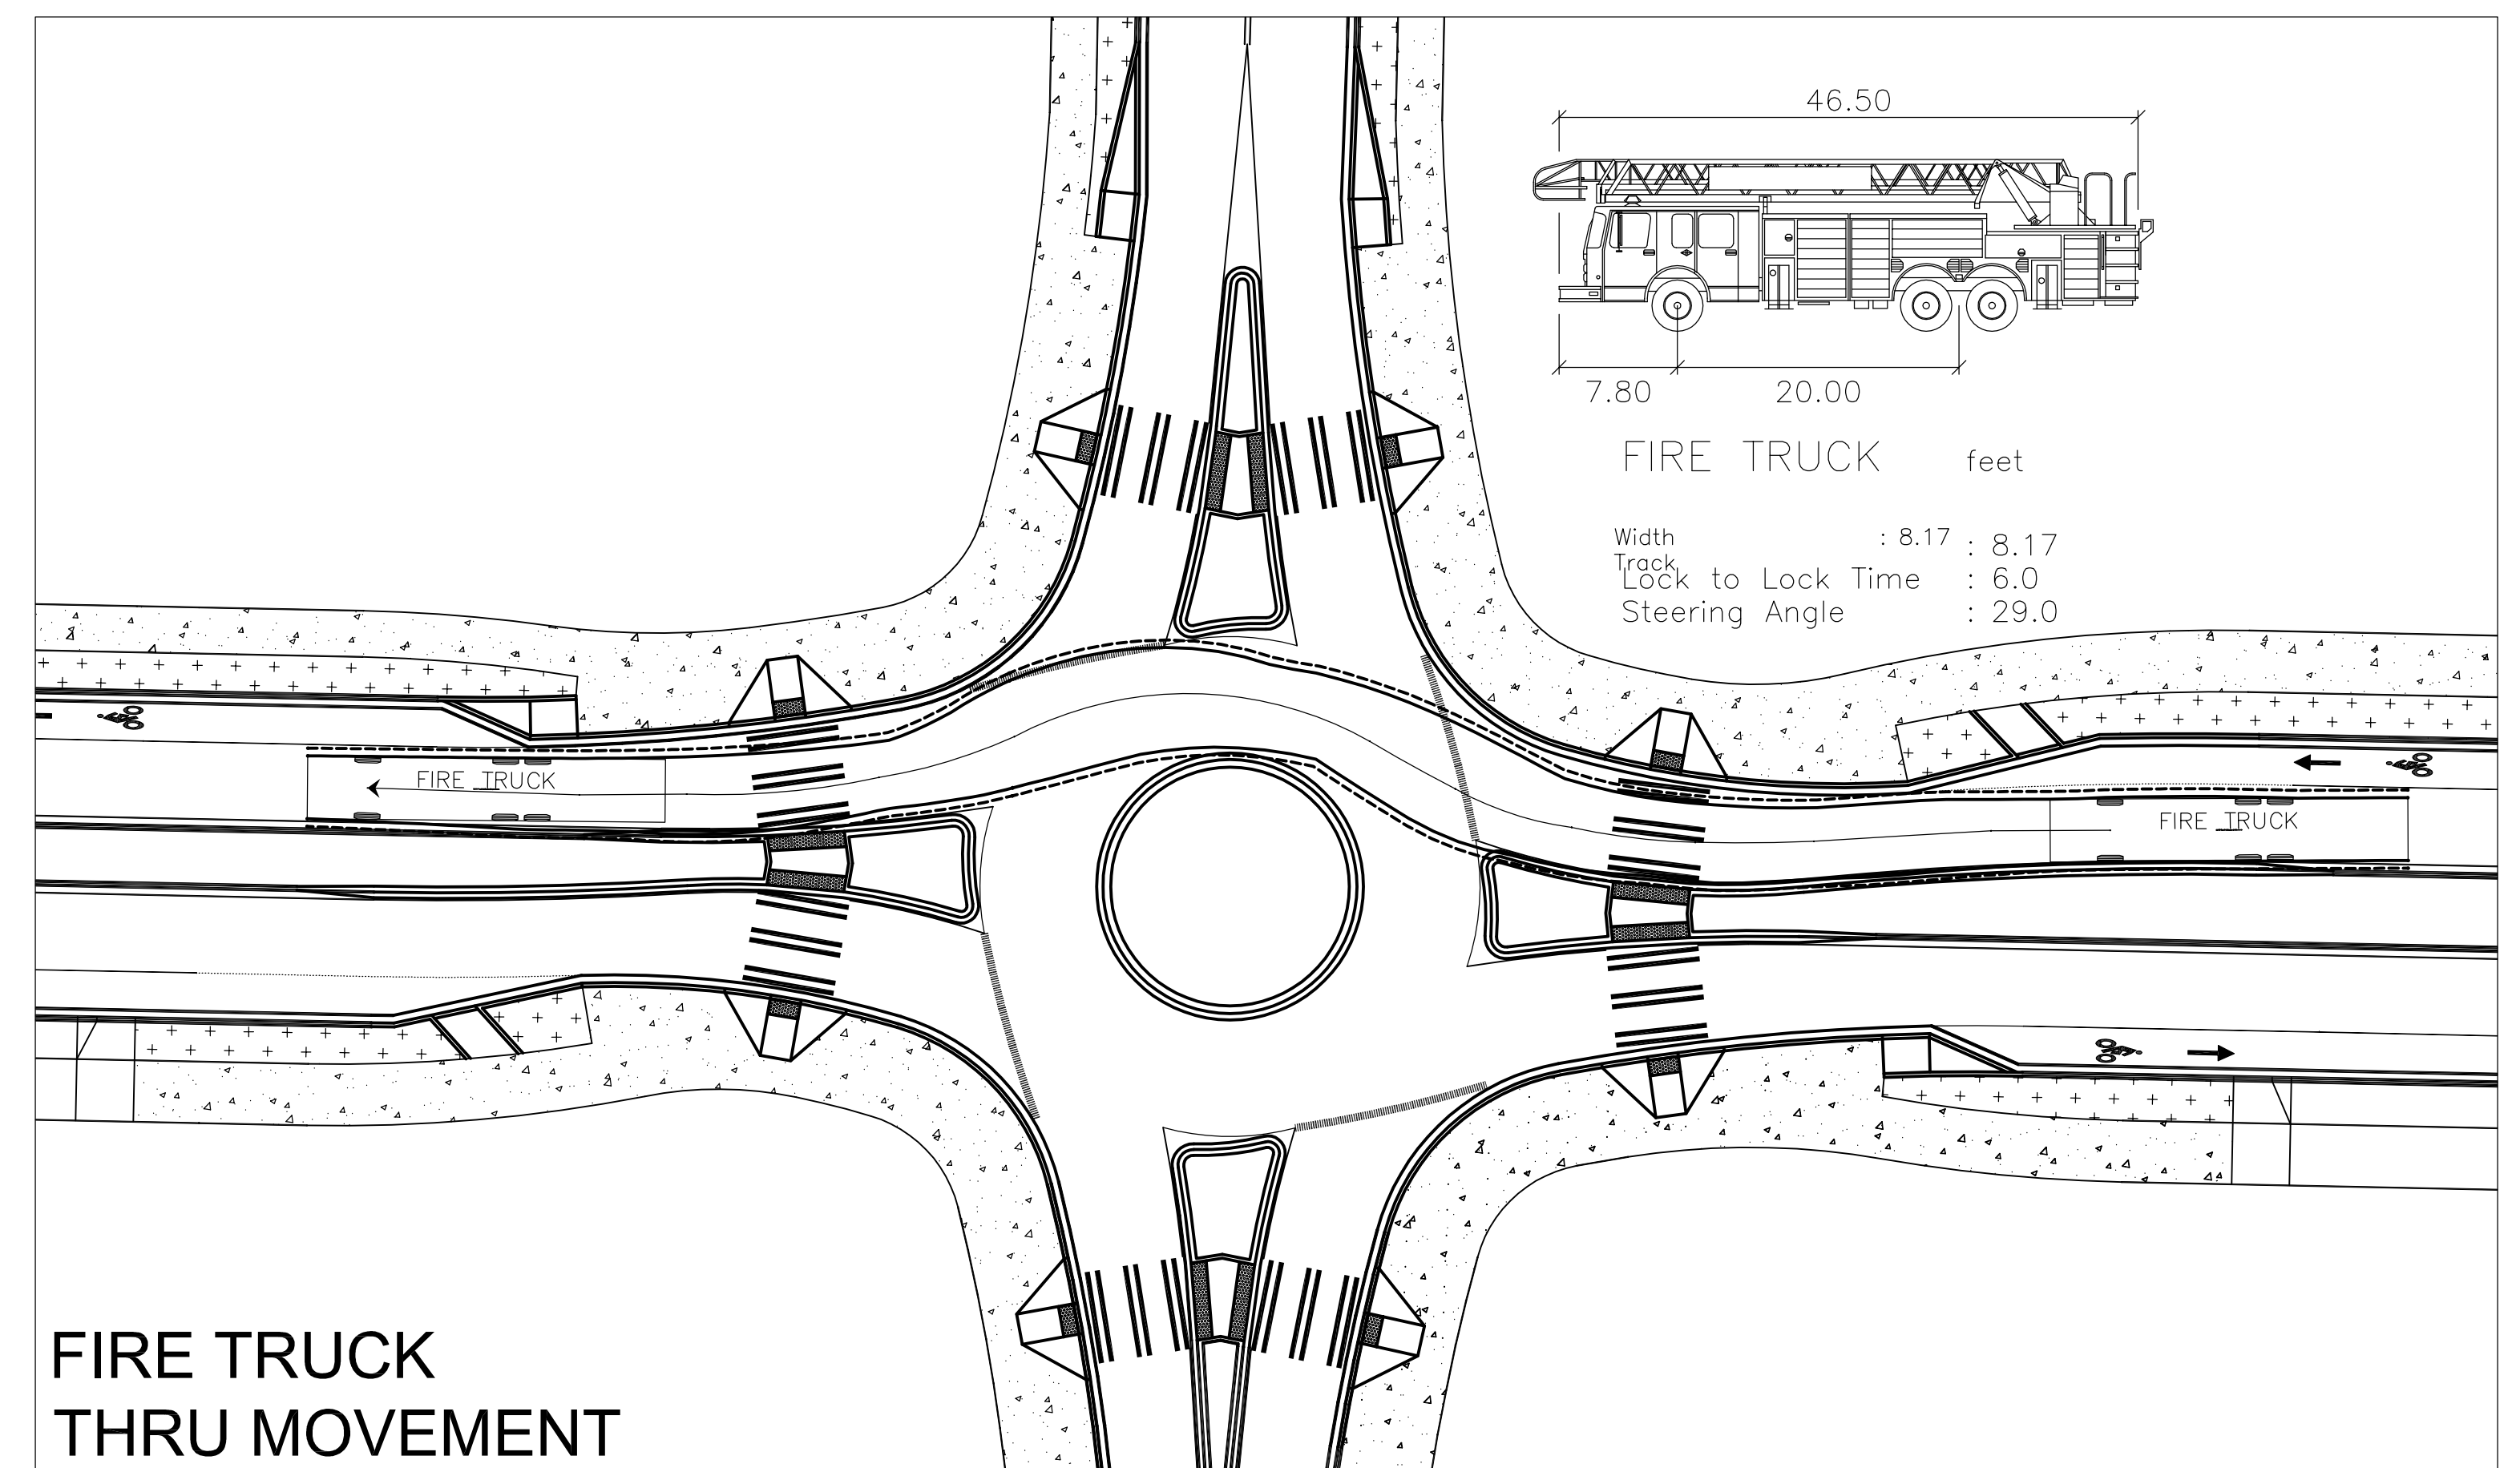 46.50
7.80 20.00
FIRE TRUCK feet
Width : 8.17 : 8.17
Track
Lock to Lock Time : 6.0
Steering Angle : 29.0
FIRE TRUCK
FIRE TRUCK
FIRE TRUCK
THRU MOVEMENT